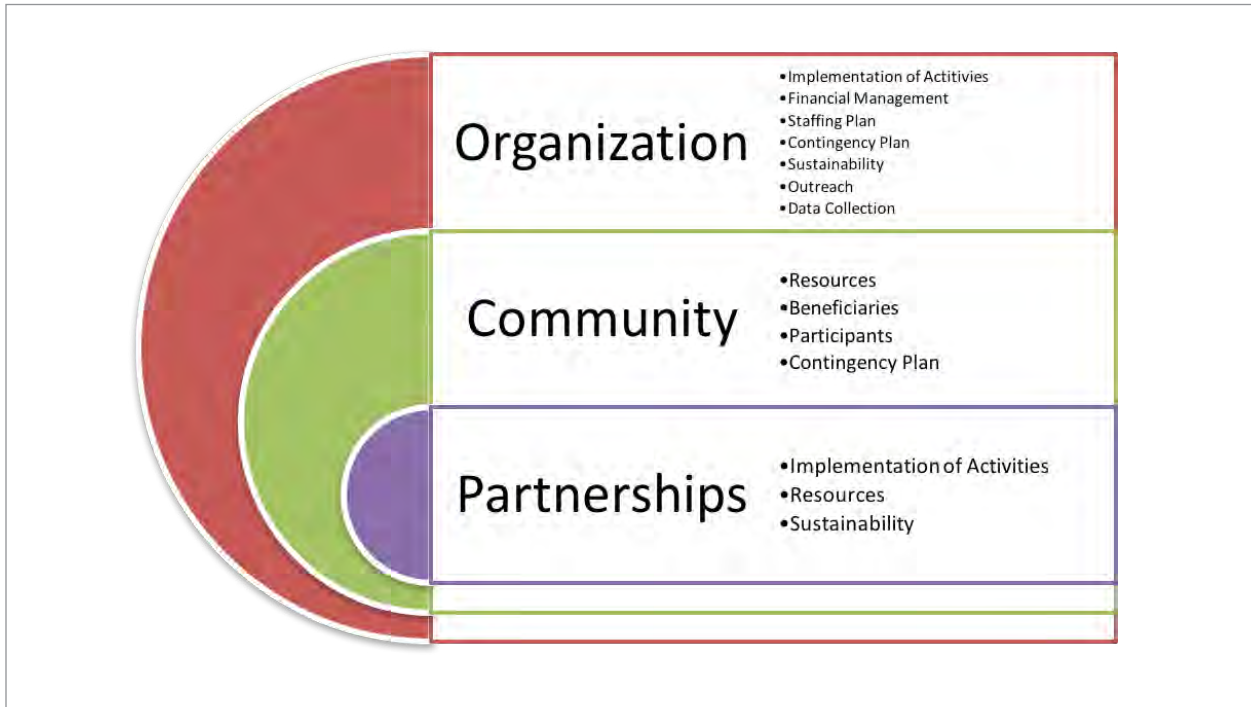 Organization
•Implementation of Actitivies
•Financial Management
•Staffing Plan
•Contingency Plan
•Sustainability
•Outreach
•Data Collection
Community
•Resources
•Beneficiaries
•Participants
•Contingency Plan
Partnerships
•Implementation of Activities
•Resources
•Sustainability